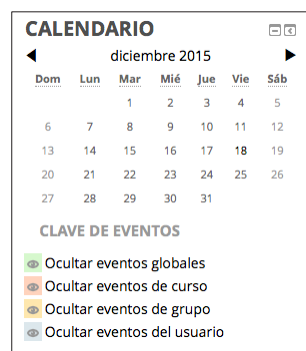 CALENDARIO
diciembre 2015
Dom Lun Mar Mié Jue Vie Sáb
1 2 3 4 5
6 7 8 9 10 11 12
13 14 15 16 17 18 19
20 21 22 23 24 25 26
27 28 29 30 31
CLAVE DE EVENTOS
Ocultar eventos globales
Ocultar eventos de curso
Ocultar eventos de grupo
Ocultar eventos del usuario